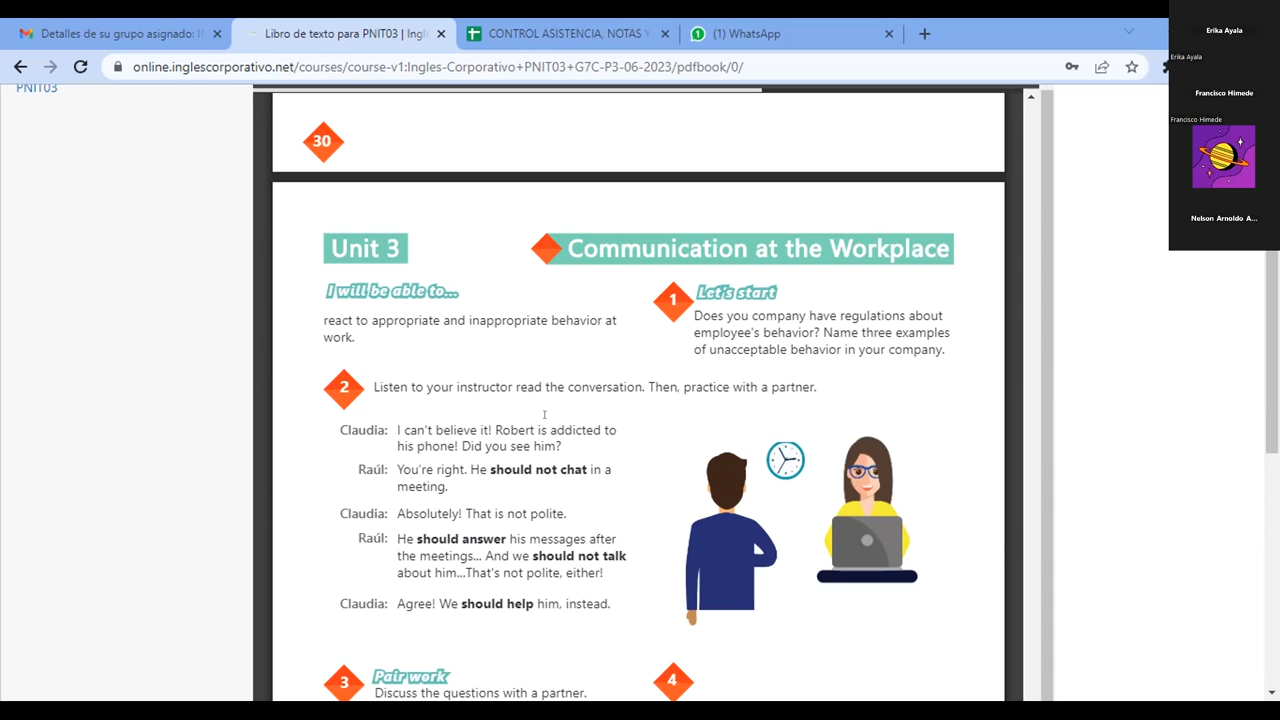 Detalles de su grupo asignado: I
Libro de texto para PNIT03 | Ingl
CONTROL ASISTENCIA, NOTAS Y
(1) WhatsApp
online.inglescorporativo.net/courses/course-v1:Ingles-Corporativo+PNIT03+G7C-P3-06-2023/pdfbook/0/
Erika Ayala
Erika Ayala
Francisco Himede
Francisco Himede
Nelson Arnoldo A...
PNIT03
30
Unit 3
Communication at the Workplace
I will be able to...
react to appropriate and inappropriate behavior at
work.
1
Let's start
Does you company have regulations about
employee's behavior? Name three examples
of unacceptable behavior in your company.
2
Listen to your instructor read the conversation. Then, practice with a partner.
Claudia: I can't believe it! Robert is addicted to
his phone! Did you see him?
Raúl: You're right. He should not chat in a
meeting.
Claudia: Absolutely! That is not polite.
Raúl: He should answer his messages after
the meetings... And we should not talk
about him...That's not polite, either!
Claudia: Agree! We should help him, instead.
3
Pair work
Discuss the questions with a partner.
4